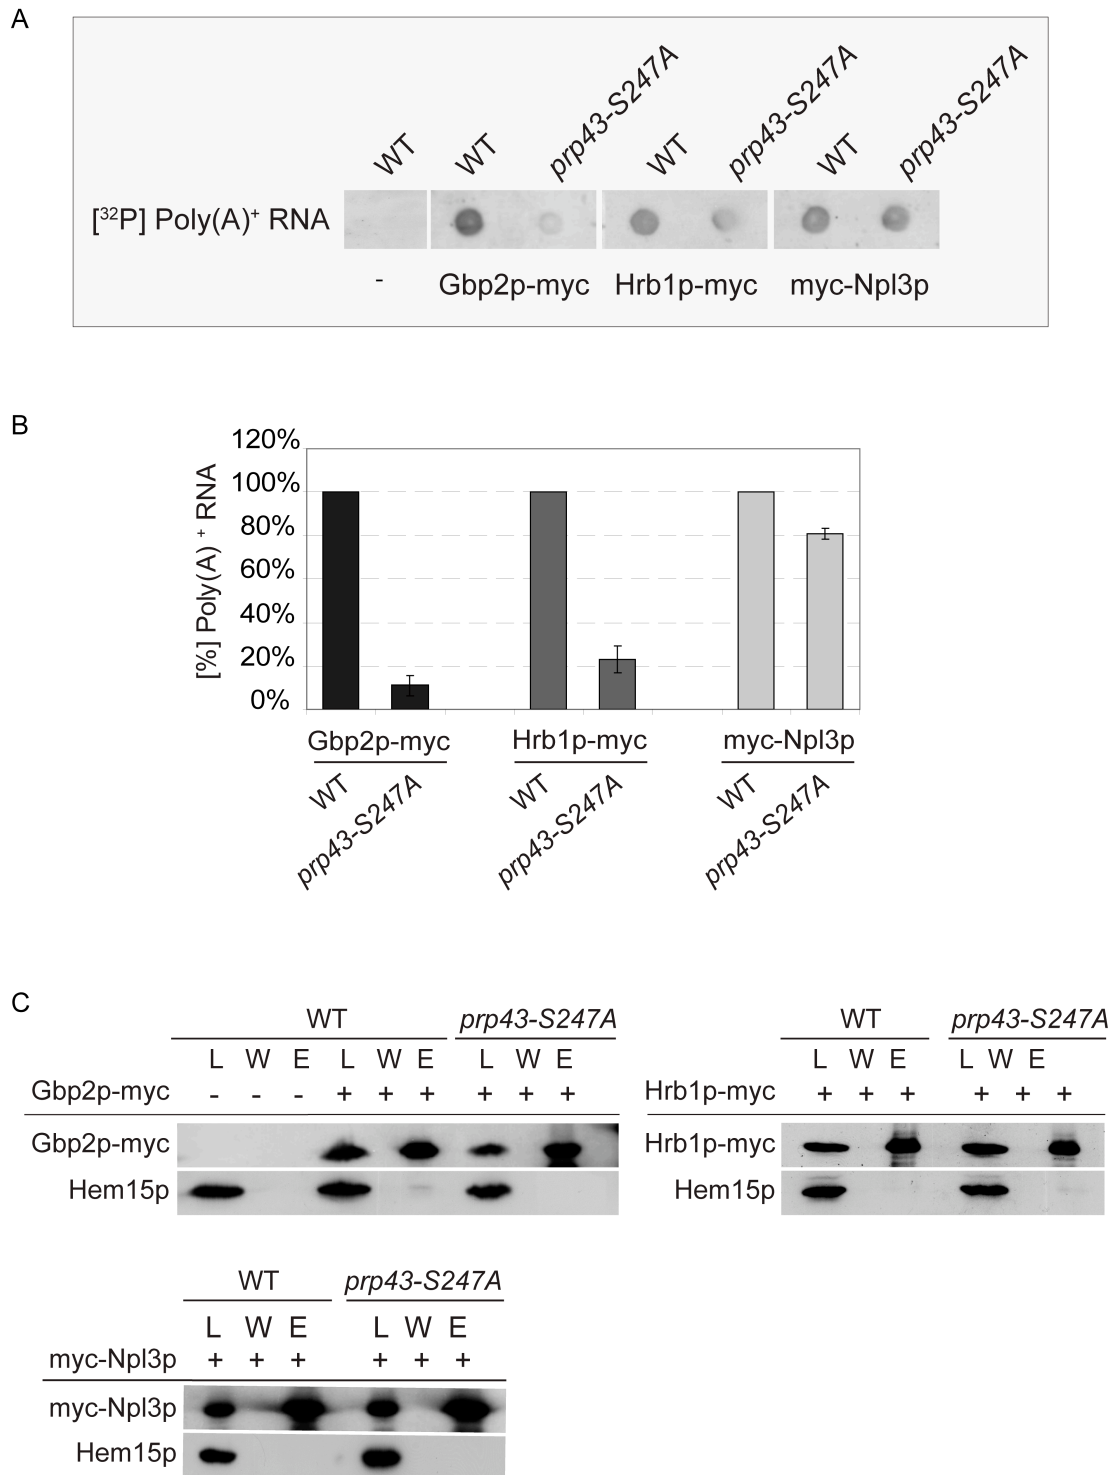 A
WT WT prp43-S247A WT prp43-S247A WT prp43-S247A
[³²P] Poly(A)⁺ RNA
- Gbp2p-myc Hrb1p-myc myc-Npl3p
B
[%] Poly(A) ⁺ RNA
120%
100%
80%
60%
40%
20%
0%
Gbp2p-myc Hrb1p-myc myc-Npl3p
WT prp43-S247A WT prp43-S247A WT prp43-S247A
C
WT prp43-S247A
L W E L W E L W E
Gbp2p-myc - - - + + + + + +
Gbp2p-myc
Hem15p
WT prp43-S247A
L W E L W E
Hrb1p-myc + + + + + +
Hrb1p-myc
Hem15p
WT prp43-S247A
L W E L W E
myc-Npl3p + + + + + +
myc-Npl3p
Hem15p